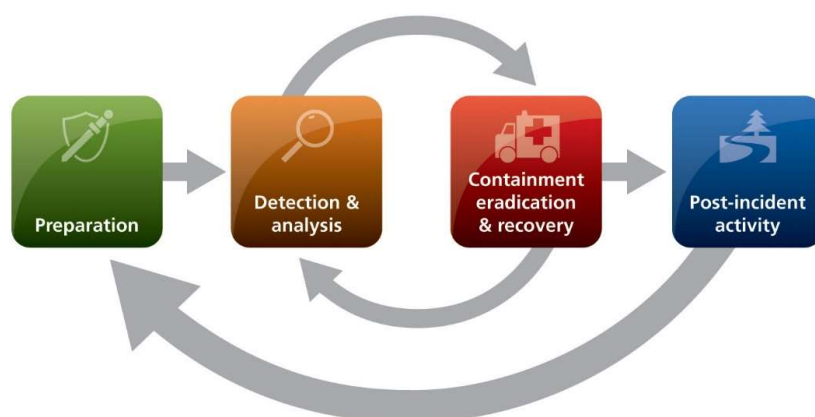 Preparation
Detection &
analysis
Containment
eradication
& recovery
Post-incident
activity